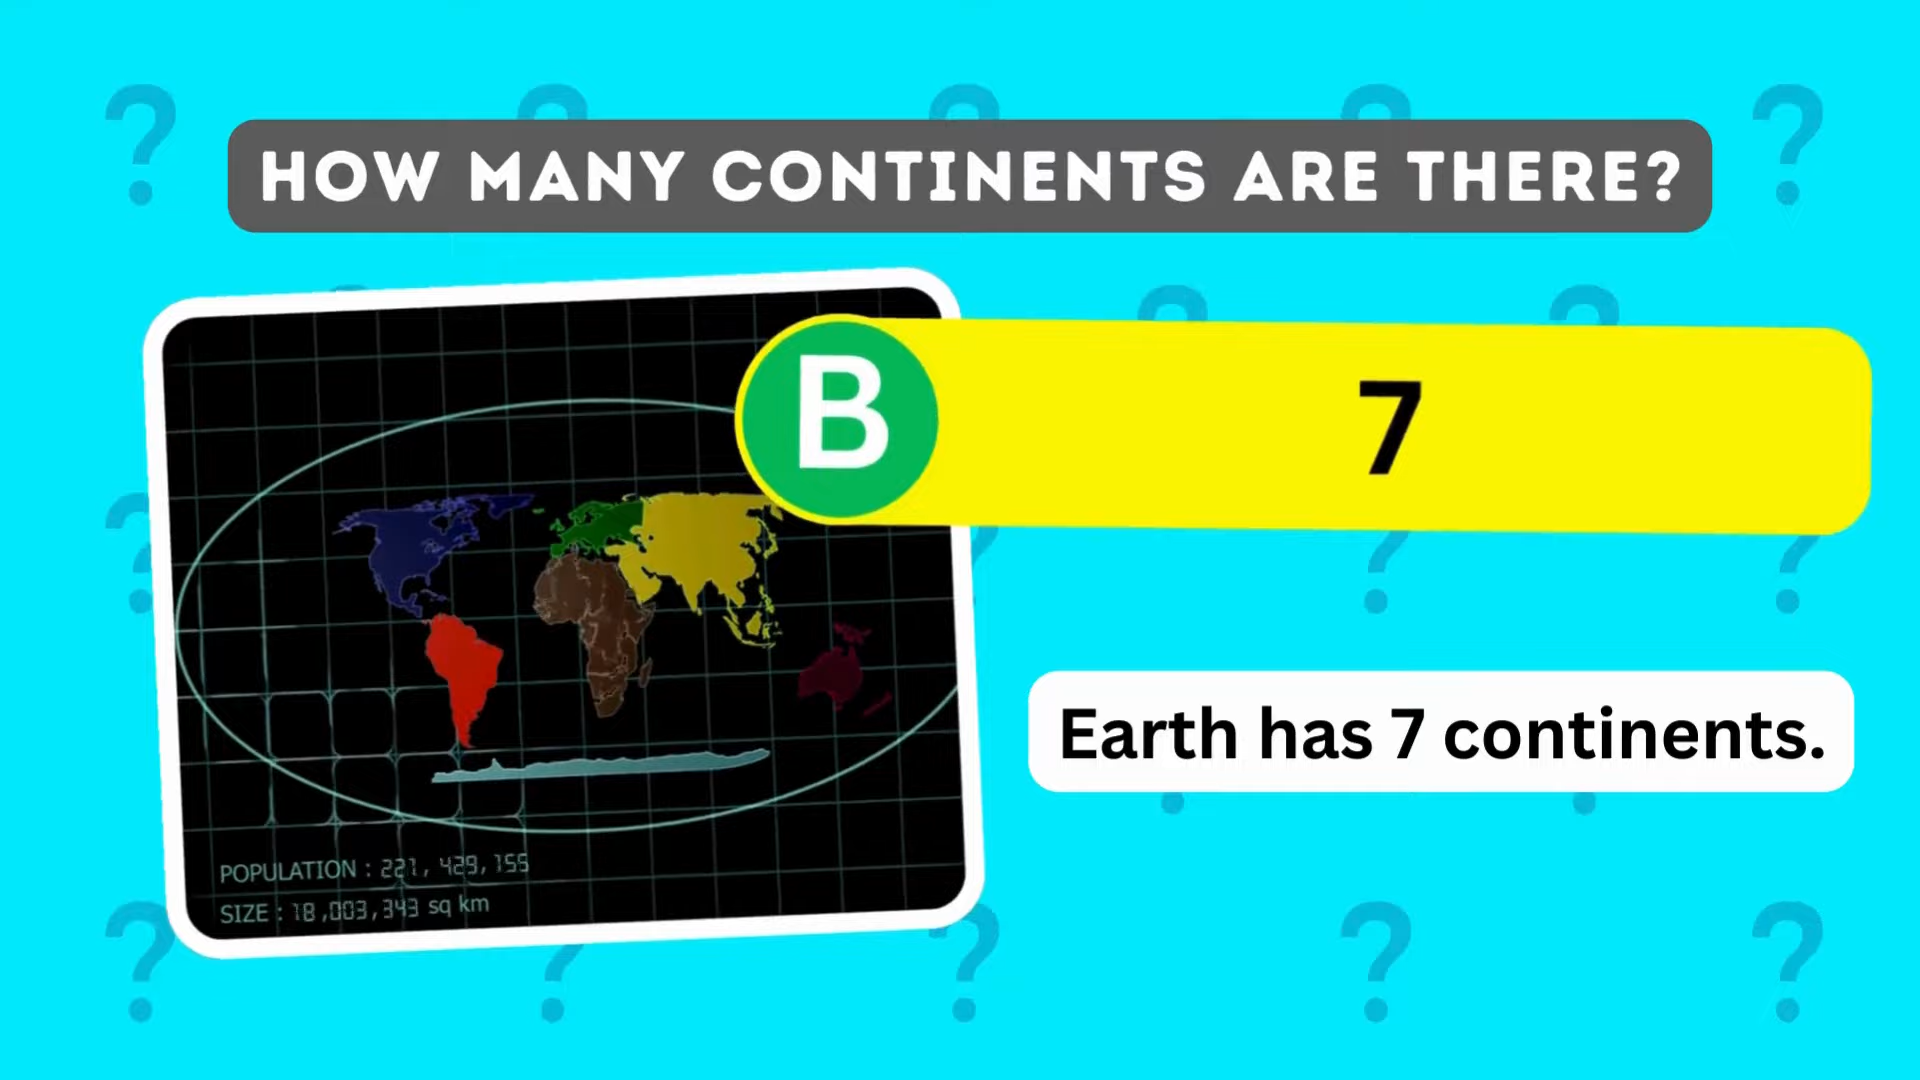 HOW MANY CONTINENTS ARE THERE?
B
7
Earth has 7 continents.
POPULATION : 221, 429, 155
SIZE : 18,003,343 sq km